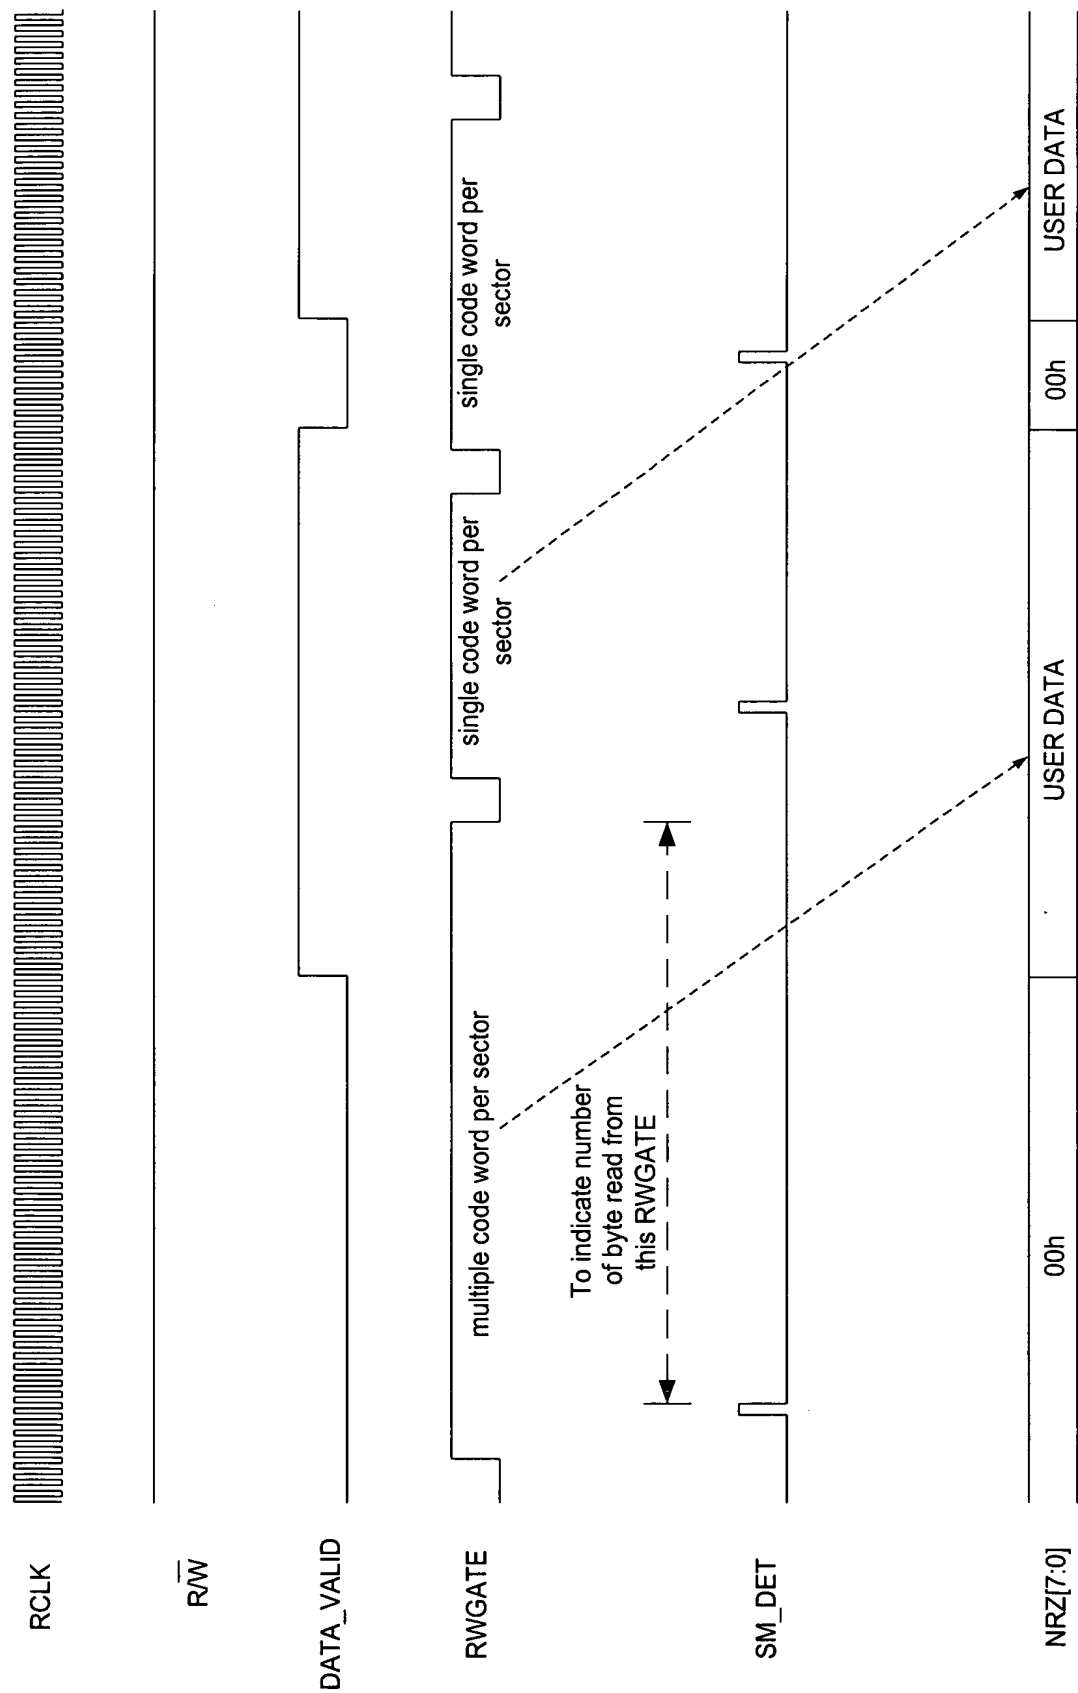 RCLK
R/W̅
DATA_VALID
RWGATE
multiple code word per sector
single code word per
sector
single code word per
sector
To indicate number
of byte read from
this RWGATE
SM_DET
NRZ[7:0]
00h
USER DATA
00h
USER DATA